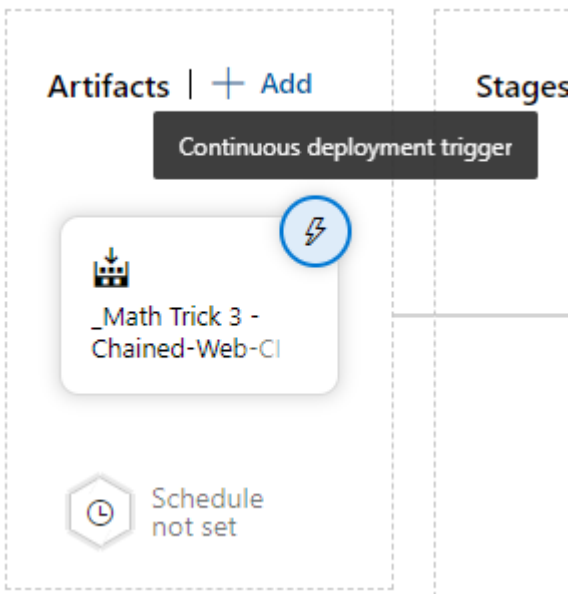 Artifacts | + Add
Stages
Continuous deployment trigger
_Math Trick 3 -
Chained-Web-CI
Schedule
not set